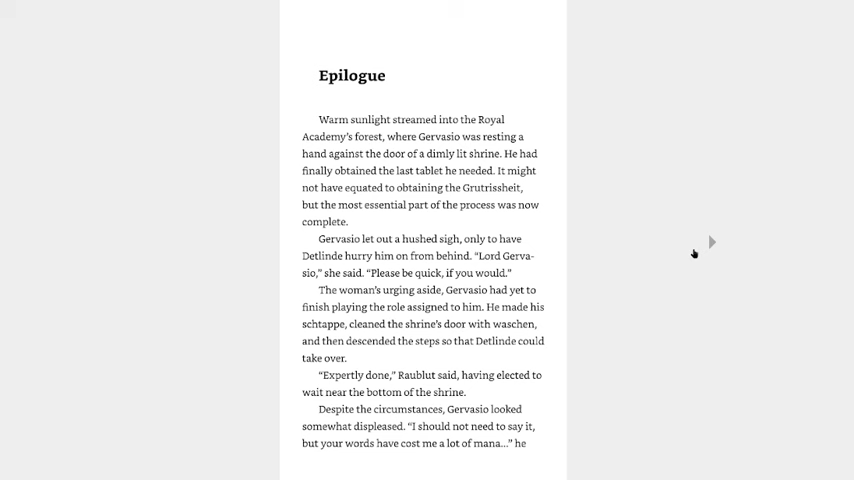 Epilogue
Warm sunlight streamed into the Royal
Academy's forest, where Gervasio was resting a
hand against the door of a dimly lit shrine. He had
finally obtained the last tablet he needed. It might
not have equated to obtaining the Grutrissheit,
but the most essential part of the process was now
complete.
Gervasio let out a hushed sigh, only to have
Detlinde hurry him on from behind. “Lord Gerva-
sio,” she said. “Please be quick, if you would.”
The woman's urging aside, Gervasio had yet to
finish playing the role assigned to him. He made his
schtappe, cleaned the shrine's door with waschen,
and then descended the steps so that Detlinde could
take over.
“Expertly done,” Raublut said, having elected to
wait near the bottom of the shrine.
Despite the circumstances, Gervasio looked
somewhat displeased. “I should not need to say it,
but your words have cost me a lot of mana...” he